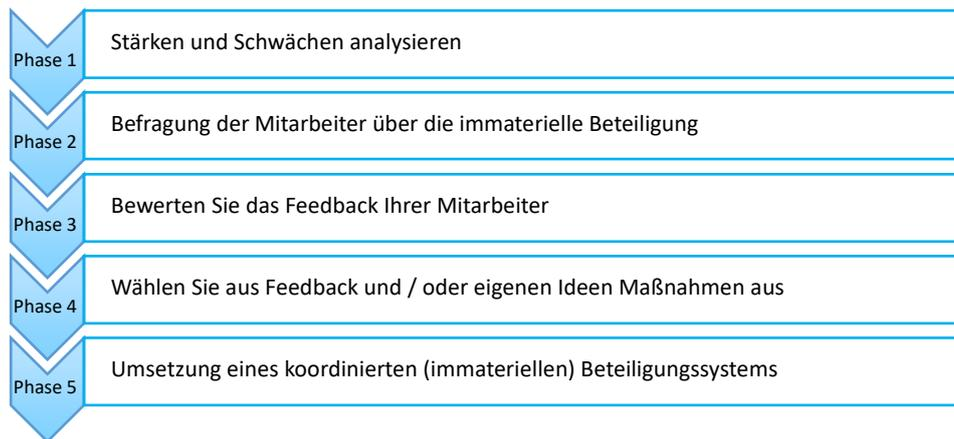 Phase 1
Stärken und Schwächen analysieren
Phase 2
Befragung der Mitarbeiter über die immaterielle Beteiligung
Phase 3
Bewerten Sie das Feedback Ihrer Mitarbeiter
Phase 4
Wählen Sie aus Feedback und / oder eigenen Ideen Maßnahmen aus
Phase 5
Umsetzung eines koordinierten (immateriellen) Beteiligungssystems